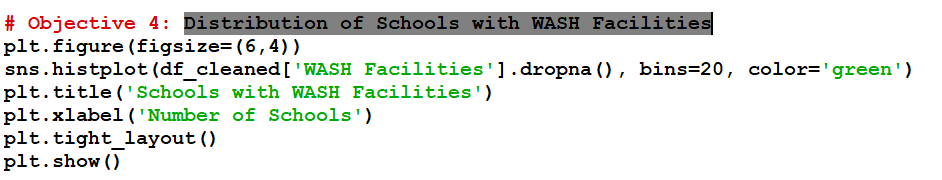 # Objective 4: Distribution of Schools with WASH Facilities
plt.figure(figsize=(6,4))
sns.histplot(df_cleaned['WASH Facilities'].dropna(), bins=20, color='green')
plt.title('Schools with WASH Facilities')
plt.xlabel('Number of Schools')
plt.tight_layout()
plt.show()